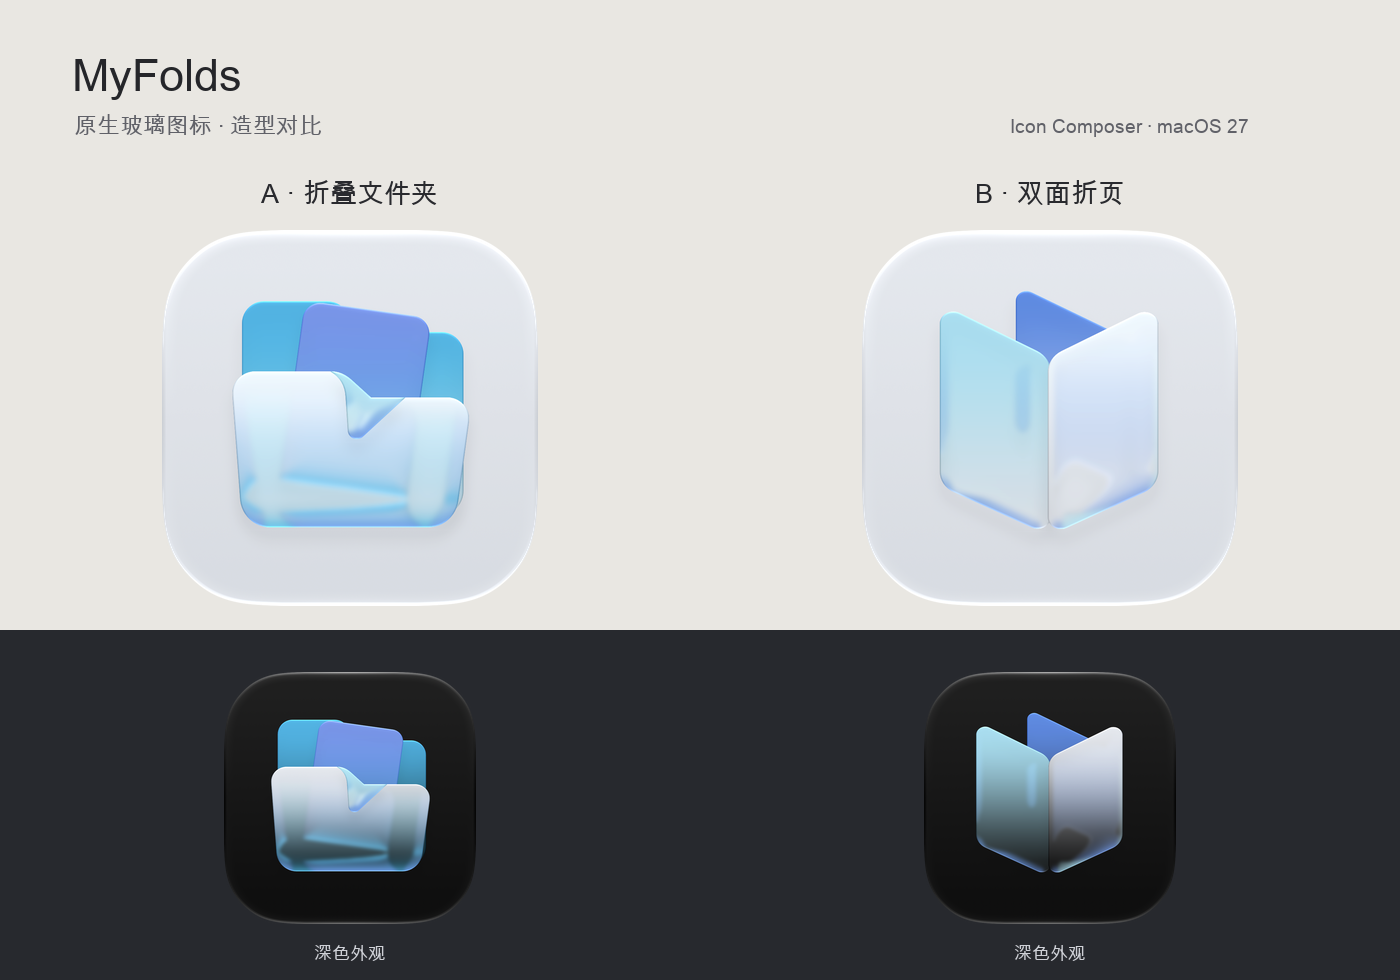 MyFolds
原生玻璃图标 · 造型对比
Icon Composer · macOS 27
A · 折叠文件夹
B · 双面折页
深色外观
深色外观